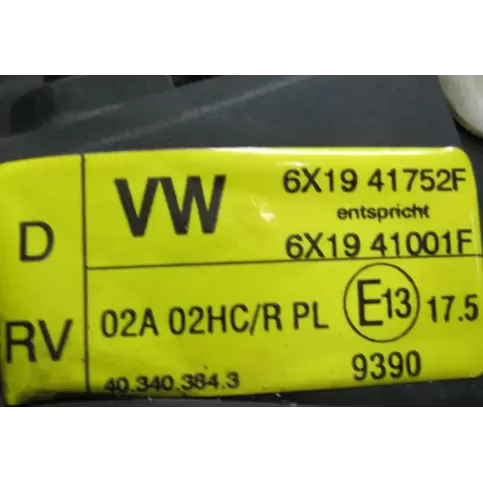 D
VW
6X19 41752F
entspricht
6X19 41001F
RV
02A 02HC/R PL E13 17.5
40.340.384.3
9390